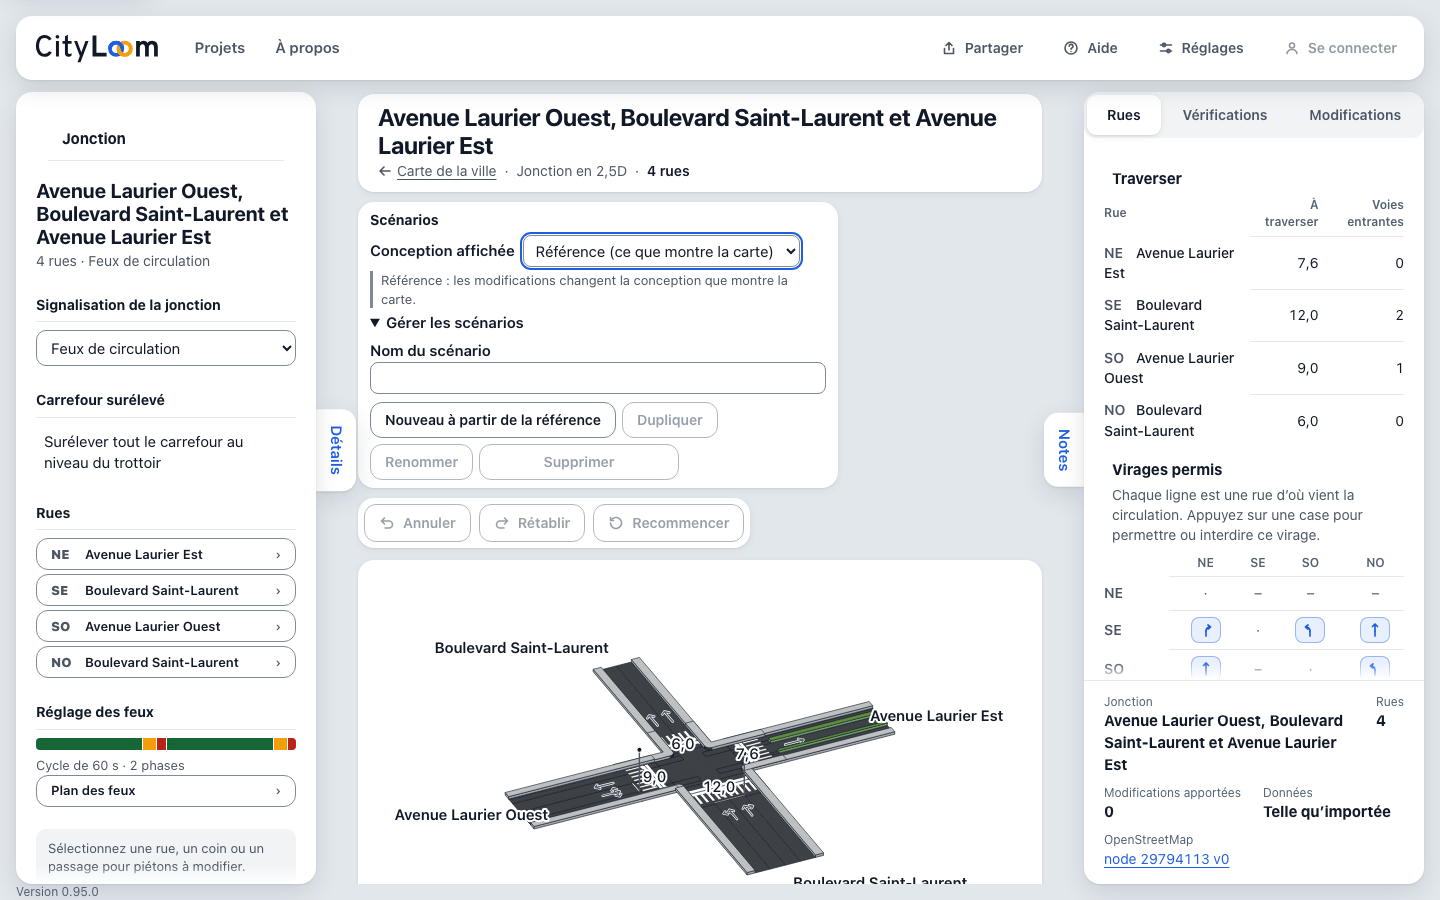 CityLoom
Projets
À propos
Partager
Aide
Réglages
Se connecter
Jonction
Avenue Laurier Ouest,
Boulevard Saint-Laurent et
Avenue Laurier Est
4 rues · Feux de circulation
Signalisation de la jonction
Feux de circulation
Carrefour surélevé
Surélever tout le carrefour au
niveau du trottoir
Rues
NE Avenue Laurier Est ›
SE Boulevard Saint-Laurent ›
SO Avenue Laurier Ouest ›
NO Boulevard Saint-Laurent ›
Réglage des feux
Cycle de 60 s · 2 phases
Plan des feux ›
Sélectionnez une rue, un coin ou un
passage pour piétons à modifier.
Version 0.95.0
Détails
Avenue Laurier Ouest, Boulevard Saint-Laurent et Avenue
Laurier Est
← Carte de la ville · Jonction en 2,5D · 4 rues
Scénarios
Conception affichée Référence (ce que montre la carte)
Référence : les modifications changent la conception que montre la
carte.
▼ Gérer les scénarios
Nom du scénario
Nouveau à partir de la référence
Dupliquer
Renommer
Supprimer
Annuler
Rétablir
Recommencer
Boulevard Saint-Laurent
Avenue Laurier Est
6,0
7,6
9,0
12,0
Avenue Laurier Ouest
Boulevard Saint-Laurent
Notes
Rues
Vérifications
Modifications
Traverser
Rue
À
traverser
Voies
entrantes
NE Avenue Laurier
Est
7,6
0
SE Boulevard
Saint-Laurent
12,0
2
SO Avenue Laurier
Ouest
9,0
1
NO Boulevard
Saint-Laurent
6,0
0
Virages permis
Chaque ligne est une rue d’où vient la
circulation. Appuyez sur une case pour
permettre ou interdire ce virage.
NE SE SO NO
NE · – – –
SE ↱ · ↰ ↑
SO ↑ – · ↰
Jonction
Avenue Laurier Ouest, Boulevard
Saint-Laurent et Avenue Laurier
Est
Rues
4
Modifications apportées
0
Données
Telle qu’importée
OpenStreetMap
node 29794113 v0